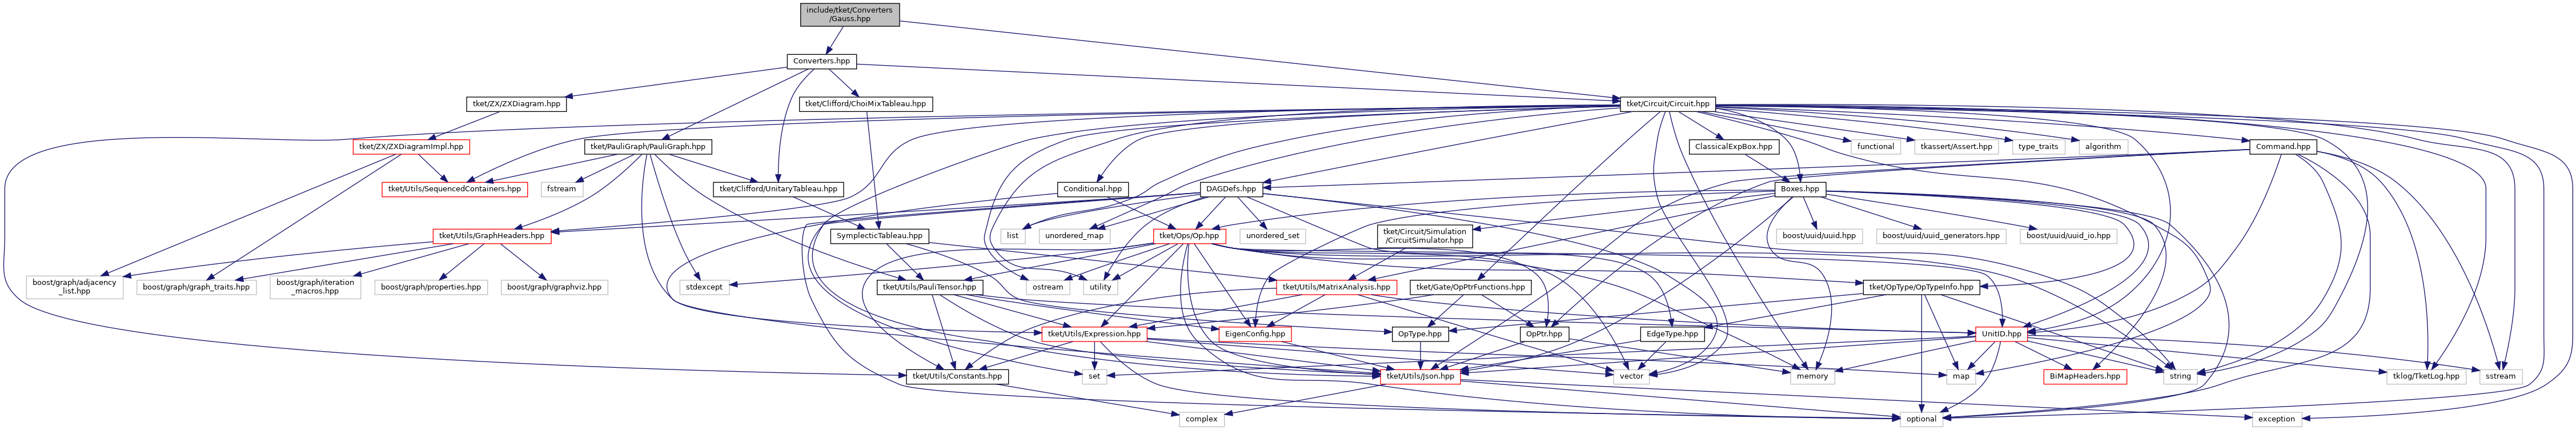 include/tket/Converters
/Gauss.hpp
Converters.hpp
tket/ZX/ZXDiagram.hpp
tket/Clifford/ChoiMixTableau.hpp
tket/Circuit/Circuit.hpp
tket/ZX/ZXDiagramImpl.hpp
tket/PauliGraph/PauliGraph.hpp
ClassicalExpBox.hpp
functional
tkassert/Assert.hpp
type_traits
algorithm
Command.hpp
tket/Utils/SequencedContainers.hpp
fstream
tket/Clifford/UnitaryTableau.hpp
Conditional.hpp
DAGDefs.hpp
Boxes.hpp
tket/Utils/GraphHeaders.hpp
SymplecticTableau.hpp
list
unordered_map
tket/Ops/Op.hpp
unordered_set
tket/Circuit/Simulation
/CircuitSimulator.hpp
boost/uuid/uuid.hpp
boost/uuid/uuid_generators.hpp
boost/uuid/uuid_io.hpp
boost/graph/adjacency
_list.hpp
boost/graph/graph_traits.hpp
boost/graph/iteration
_macros.hpp
boost/graph/properties.hpp
boost/graph/graphviz.hpp
stdexcept
tket/Utils/PauliTensor.hpp
ostream
utility
tket/Utils/MatrixAnalysis.hpp
tket/Gate/OpPtrFunctions.hpp
tket/OpType/OpTypeInfo.hpp
tket/Utils/Expression.hpp
EigenConfig.hpp
OpType.hpp
OpPtr.hpp
EdgeType.hpp
UnitID.hpp
tket/Utils/Constants.hpp
set
tket/Utils/Json.hpp
vector
memory
map
BiMapHeaders.hpp
string
tklog/TketLog.hpp
sstream
complex
optional
exception